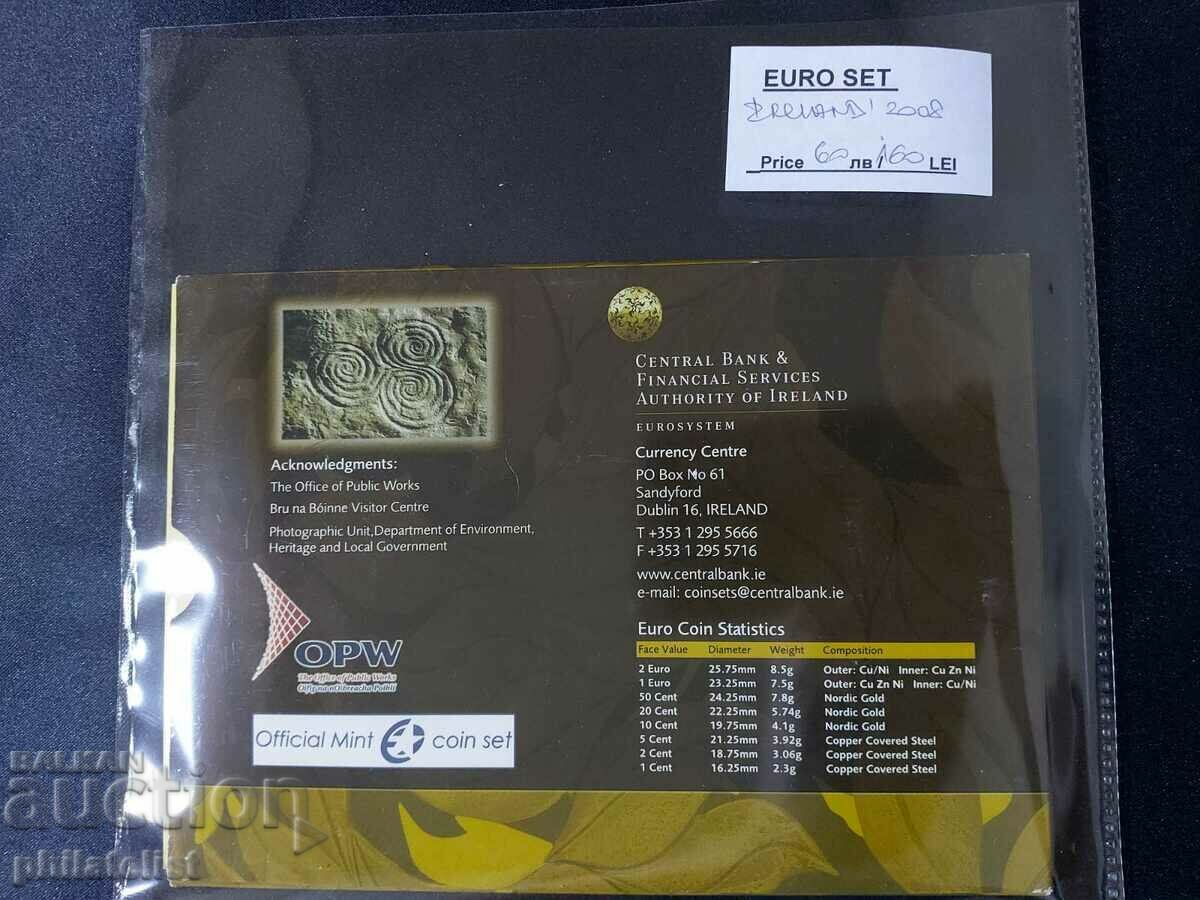 EURO SET
IRELAND' 2008
Price 60 лв/160 LEI
CENTRAL BANK &
FINANCIAL SERVICES
AUTHORITY OF IRELAND
EUROSYSTEM
Currency Centre
PO Box No 61
Sandyford
Dublin 16, IRELAND
T +353 1 295 5666
F +353 1 295 5716
www.centralbank.ie
e-mail: coinsets@centralbank.ie
Acknowledgments:
The Office of Public Works
Bru na Bóinne Visitor Centre
Photographic Unit,Department of Environment,
Heritage and Local Government
OPW
The Office of Public Works
Oifig na nOibreacha Poiblí
Official Mint coin set
Euro Coin Statistics
Face Value Diameter Weight Composition
2 Euro 25.75mm 8.5g Outer: Cu/Ni Inner: Cu Zn Ni
1 Euro 23.25mm 7.5g Outer: Cu Zn Ni Inner: Cu/Ni
50 Cent 24.25mm 7.8g Nordic Gold
20 Cent 22.25mm 5.74g Nordic Gold
10 Cent 19.75mm 4.1g Nordic Gold
5 Cent 21.25mm 3.92g Copper Covered Steel
2 Cent 18.75mm 3.06g Copper Covered Steel
1 Cent 16.25mm 2.3g Copper Covered Steel
BALKAN
auction
philatelist